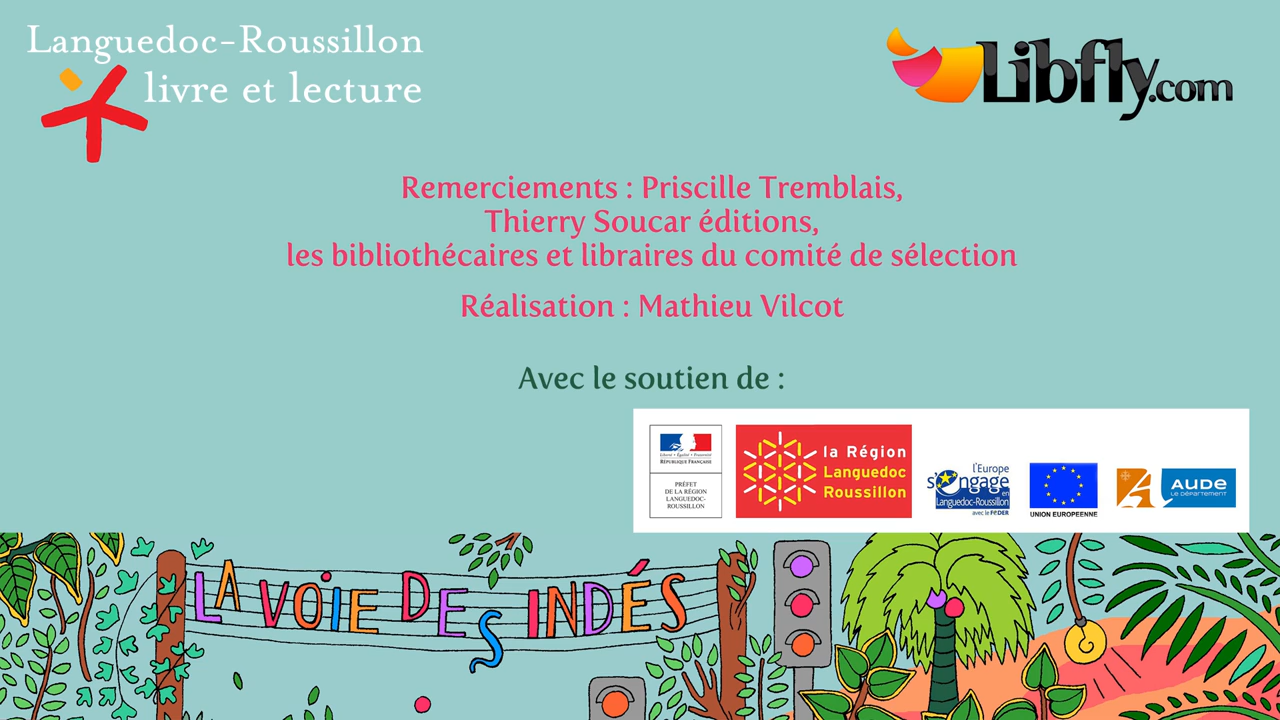 Languedoc-Roussillon
livre et lecture
Libfly.com
Remerciements : Priscille Tremblais,
Thierry Soucar éditions,
les bibliothécaires et libraires du comité de sélection
Réalisation : Mathieu Vilcot
Avec le soutien de :
Liberté • Égalité • Fraternité
RÉPUBLIQUE FRANÇAISE
PRÉFET
DE LA RÉGION
LANGUEDOC-
ROUSSILLON
la Région
Languedoc
Roussillon
l'Europe
s'engage
en
Languedoc-Roussillon
avec le FEDER
UNION EUROPEENNE
AUDE
LE DÉPARTEMENT
LA VOIE DES INDÉS